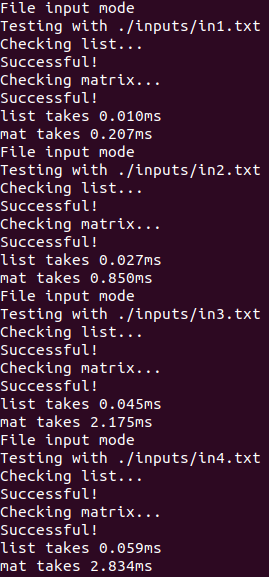 File input mode
Testing with ./inputs/in1.txt
Checking list...
Successful!
Checking matrix...
Successful!
list takes 0.010ms
mat takes 0.207ms
File input mode
Testing with ./inputs/in2.txt
Checking list...
Successful!
Checking matrix...
Successful!
list takes 0.027ms
mat takes 0.850ms
File input mode
Testing with ./inputs/in3.txt
Checking list...
Successful!
Checking matrix...
Successful!
list takes 0.045ms
mat takes 2.175ms
File input mode
Testing with ./inputs/in4.txt
Checking list...
Successful!
Checking matrix...
Successful!
list takes 0.059ms
mat takes 2.834ms